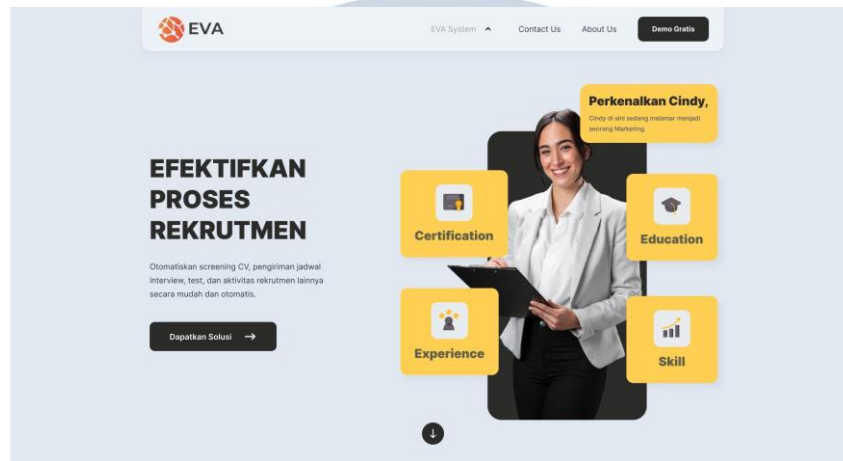 EVA
EVA System
Contact Us
About Us
Demo Gratis
EFEKTIFKAN
PROSES
REKRUTMEN
Otomatiskan screening CV, pengiriman jadwal
interview, test, dan aktivitas rekrutmen lainnya
secara mudah dan otomatis.
Dapatkan Solusi
Perkenalkan Cindy,
Cindy di sini sedang melamar menjadi
seorang Marketing
Certification
Education
Experience
Skill